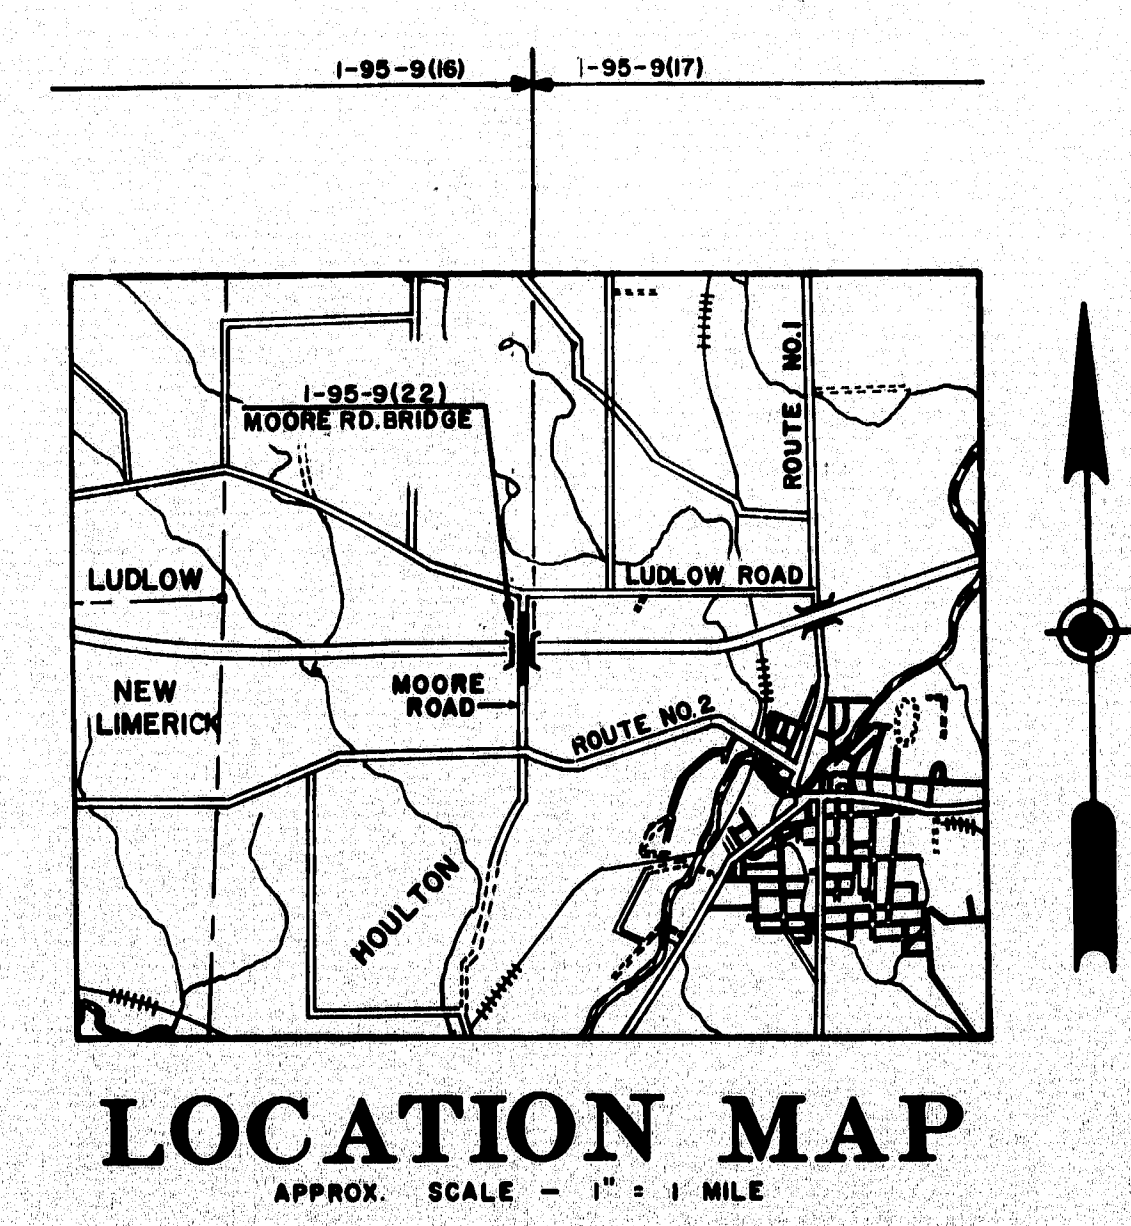 I-95-9(16) I-95-9(17)
ROUTE NO.1
I-95-9(22)
MOORE RD. BRIDGE
LUDLOW
LUDLOW ROAD
NEW
LIMERICK
MOORE
ROAD
ROUTE NO. 2
HOULTON
LOCATION MAP
APPROX. SCALE - 1" = 1 MILE